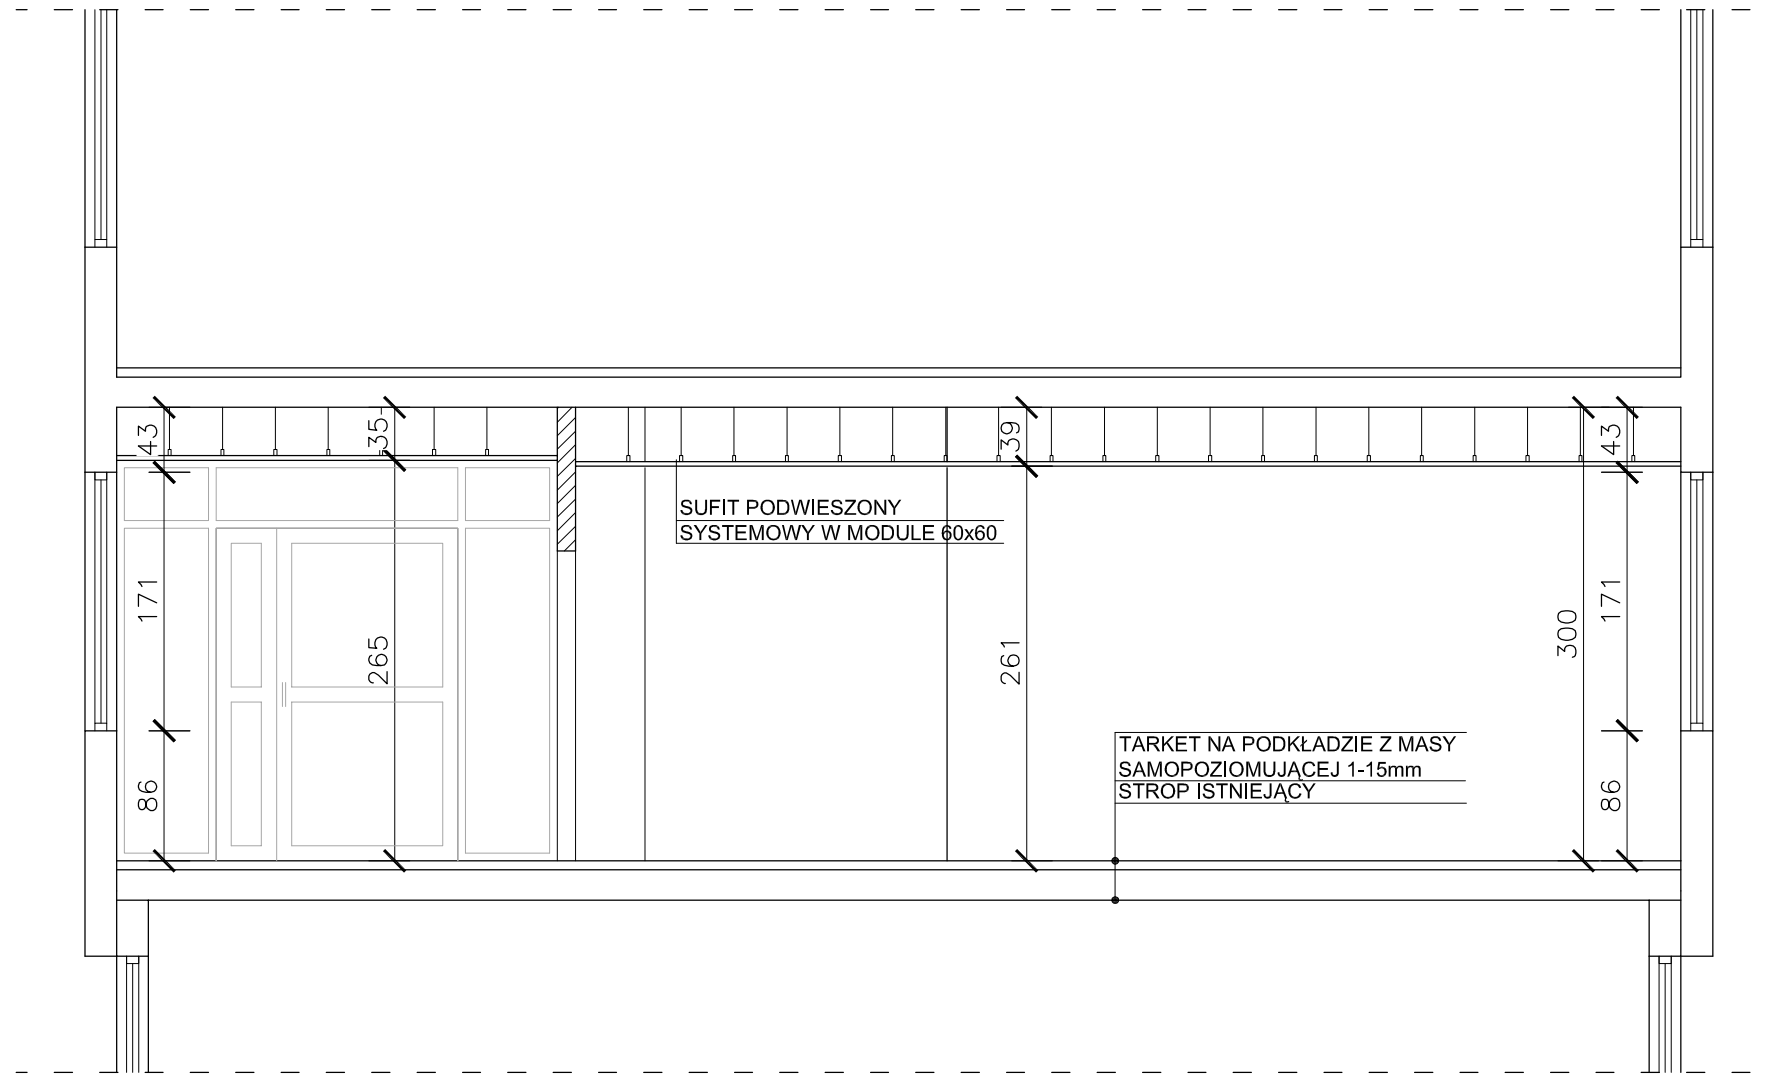 43
35
39
43
SUFIT PODWIESZONY
SYSTEMOWY W MODULE 60x60
171
265
261
300
171
TARKET NA PODKŁADZIE Z MASY
SAMOPOZIOMUJĄCEJ 1-15mm
STROP ISTNIEJĄCY
86
86